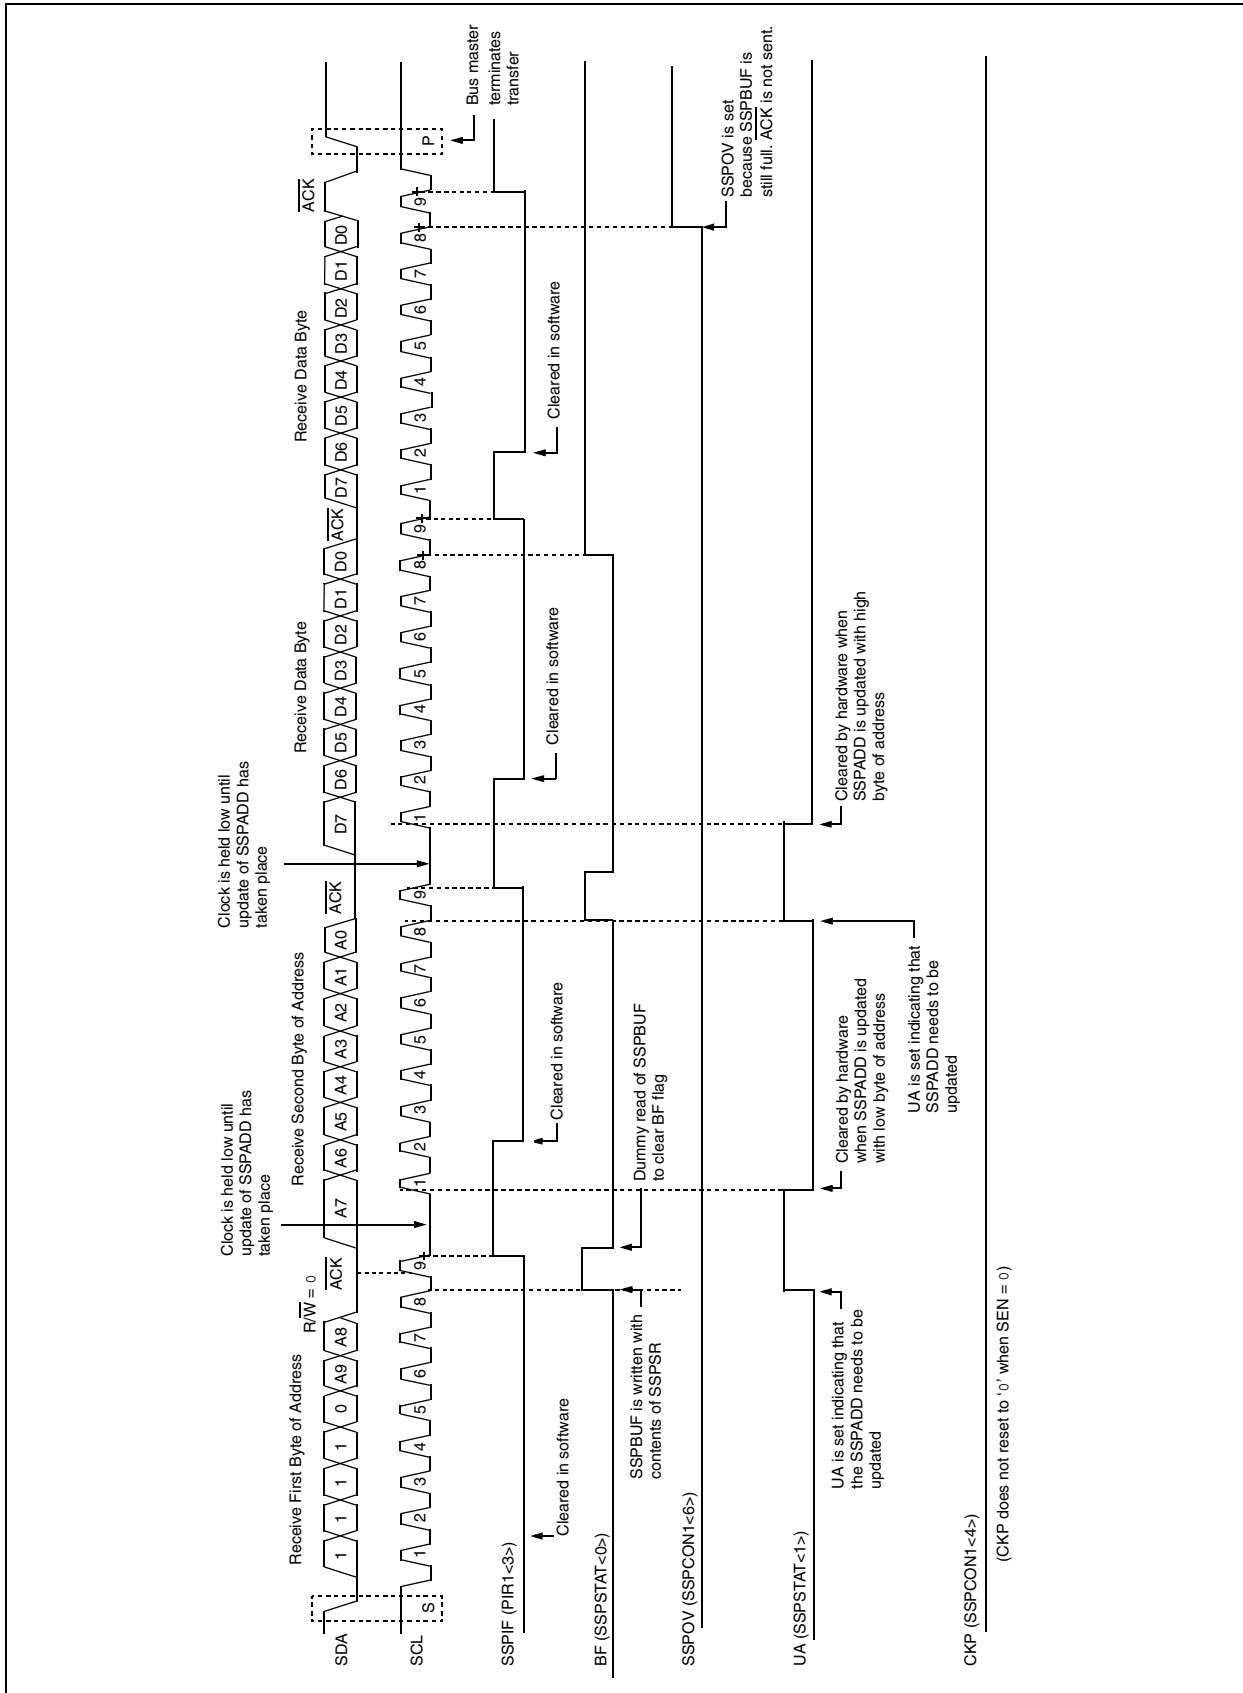 Receive First Byte of Address
R/W = 0
ACK
Clock is held low until
update of SSPADD has
taken place
Receive Second Byte of Address
ACK
Clock is held low until
update of SSPADD has
taken place
Receive Data Byte
ACK
Receive Data Byte
ACK
SDA
1 1 1 1 0 A9 A8 A7 A6 A5 A4 A3 A2 A1 A0 D7 D6 D5 D4 D3 D2 D1 D0 D7 D6 D5 D4 D3 D2 D1 D0
SCL
S 1 2 3 4 5 6 7 8 9 1 2 3 4 5 6 7 8 9 1 2 3 4 5 6 7 8 9 1 2 3 4 5 6 7 8 9 P
Bus master
terminates
transfer
SSPIF (PIR1<3>)
Cleared in software
Cleared in software
Cleared in software
Cleared in software
BF (SSPSTAT<0>)
SSPBUF is written with
contents of SSPSR
Dummy read of SSPBUF
to clear BF flag
SSPOV (SSPCON1<6>)
SSPOV is set
because SSPBUF is
still full. ACK is not sent.
UA (SSPSTAT<1>)
UA is set indicating that
the SSPADD needs to be
updated
Cleared by hardware
when SSPADD is updated
with low byte of address
UA is set indicating that
SSPADD needs to be
updated
Cleared by hardware when
SSPADD is updated with high
byte of address
CKP (SSPCON1<4>)
(CKP does not reset to ‘0’ when SEN = 0)